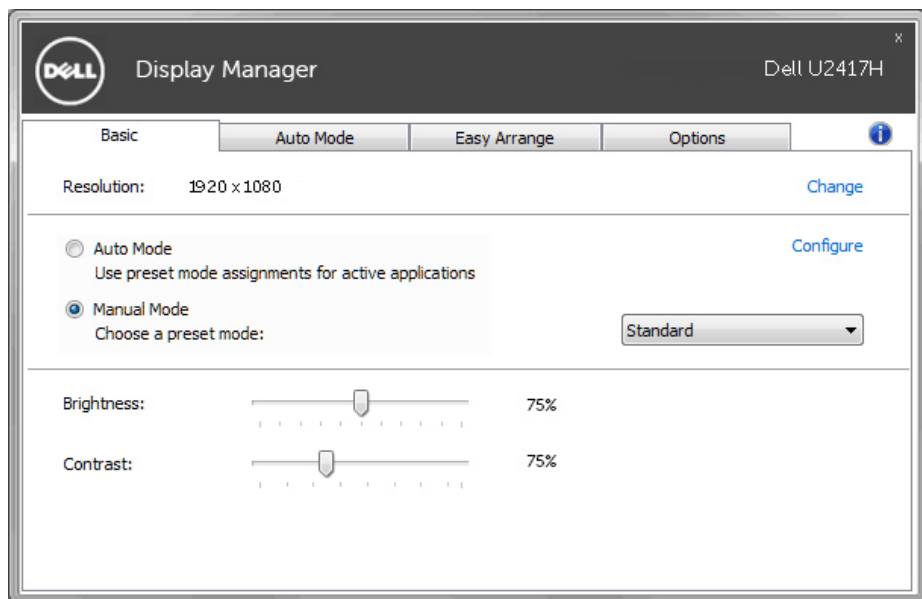 x
DELL Display Manager Dell U2417H
Basic Auto Mode Easy Arrange Options i
Resolution: 1920 x 1080 Change
Auto Mode Configure
Use preset mode assignments for active applications
Manual Mode
Choose a preset mode: Standard
Brightness: 75%
Contrast: 75%